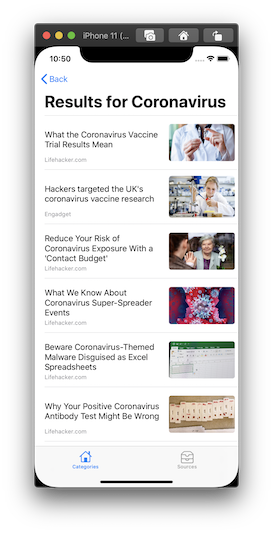 iPhone 11 (...
10:50
Back
Results for Coronavirus
What the Coronavirus Vaccine
Trial Results Mean
Lifehacker.com
Hackers targeted the UK's
coronavirus vaccine research
Engadget
Reduce Your Risk of
Coronavirus Exposure With a
'Contact Budget'
Lifehacker.com
What We Know About
Coronavirus Super-Spreader
Events
Lifehacker.com
Beware Coronavirus-Themed
Malware Disguised as Excel
Spreadsheets
Lifehacker.com
Why Your Positive Coronavirus
Antibody Test Might Be Wrong
Lifehacker.com
Categories
Sources